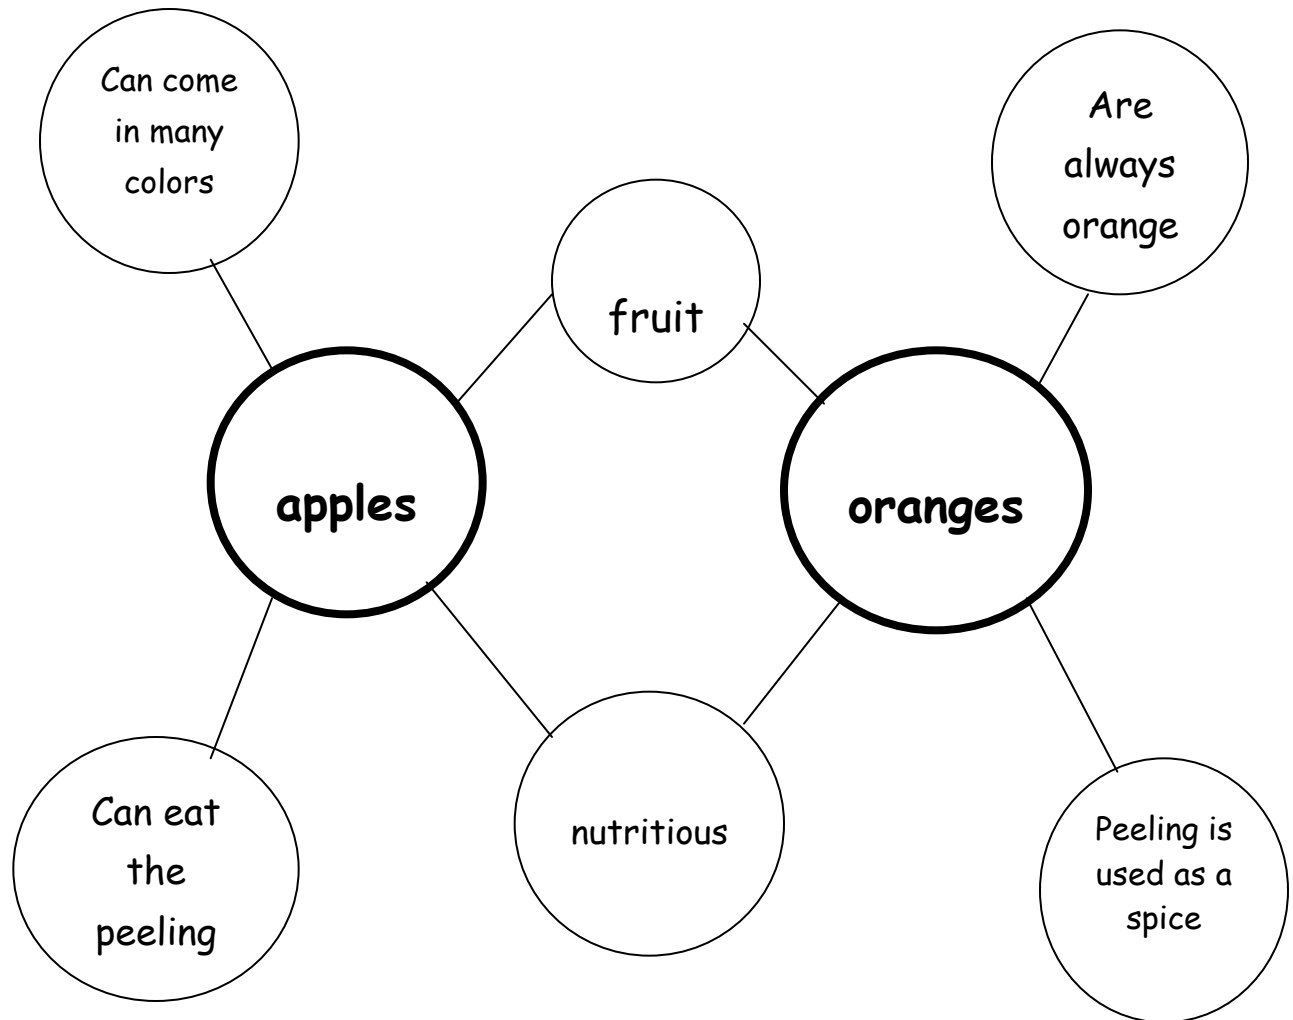 Can come
in many
colors
Are
always
orange
fruit
apples
oranges
Can eat
the
peeling
nutritious
Peeling is
used as a
spice